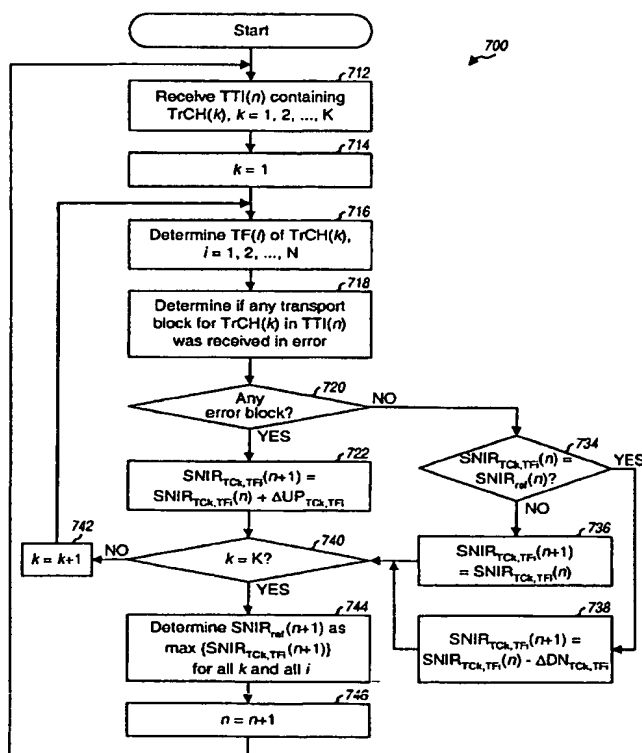 Start
700
712
Receive TTI(n) containing
TrCH(k), k = 1, 2, ..., K
714
k = 1
716
Determine TF(i) of TrCH(k),
i = 1, 2, ..., N
718
Determine if any transport
block for TrCH(k) in TTI(n)
was received in error
720
Any
error block?
NO
YES
722
SNIR_TCk,TFi(n+1) =
SNIR_TCk,TFi(n) + ΔUP_TCk,TFi
734
SNIR_TCk,TFi(n) =
SNIR_ref(n)?
YES
NO
736
SNIR_TCk,TFi(n+1)
= SNIR_TCk,TFi(n)
738
SNIR_TCk,TFi(n+1) =
SNIR_TCk,TFi(n) - ΔDN_TCk,TFi
740
k = K?
NO
YES
742
k = k+1
744
Determine SNIR_ref(n+1) as
max {SNIR_TCk,TFi(n+1)}
for all k and all i
746
n = n+1